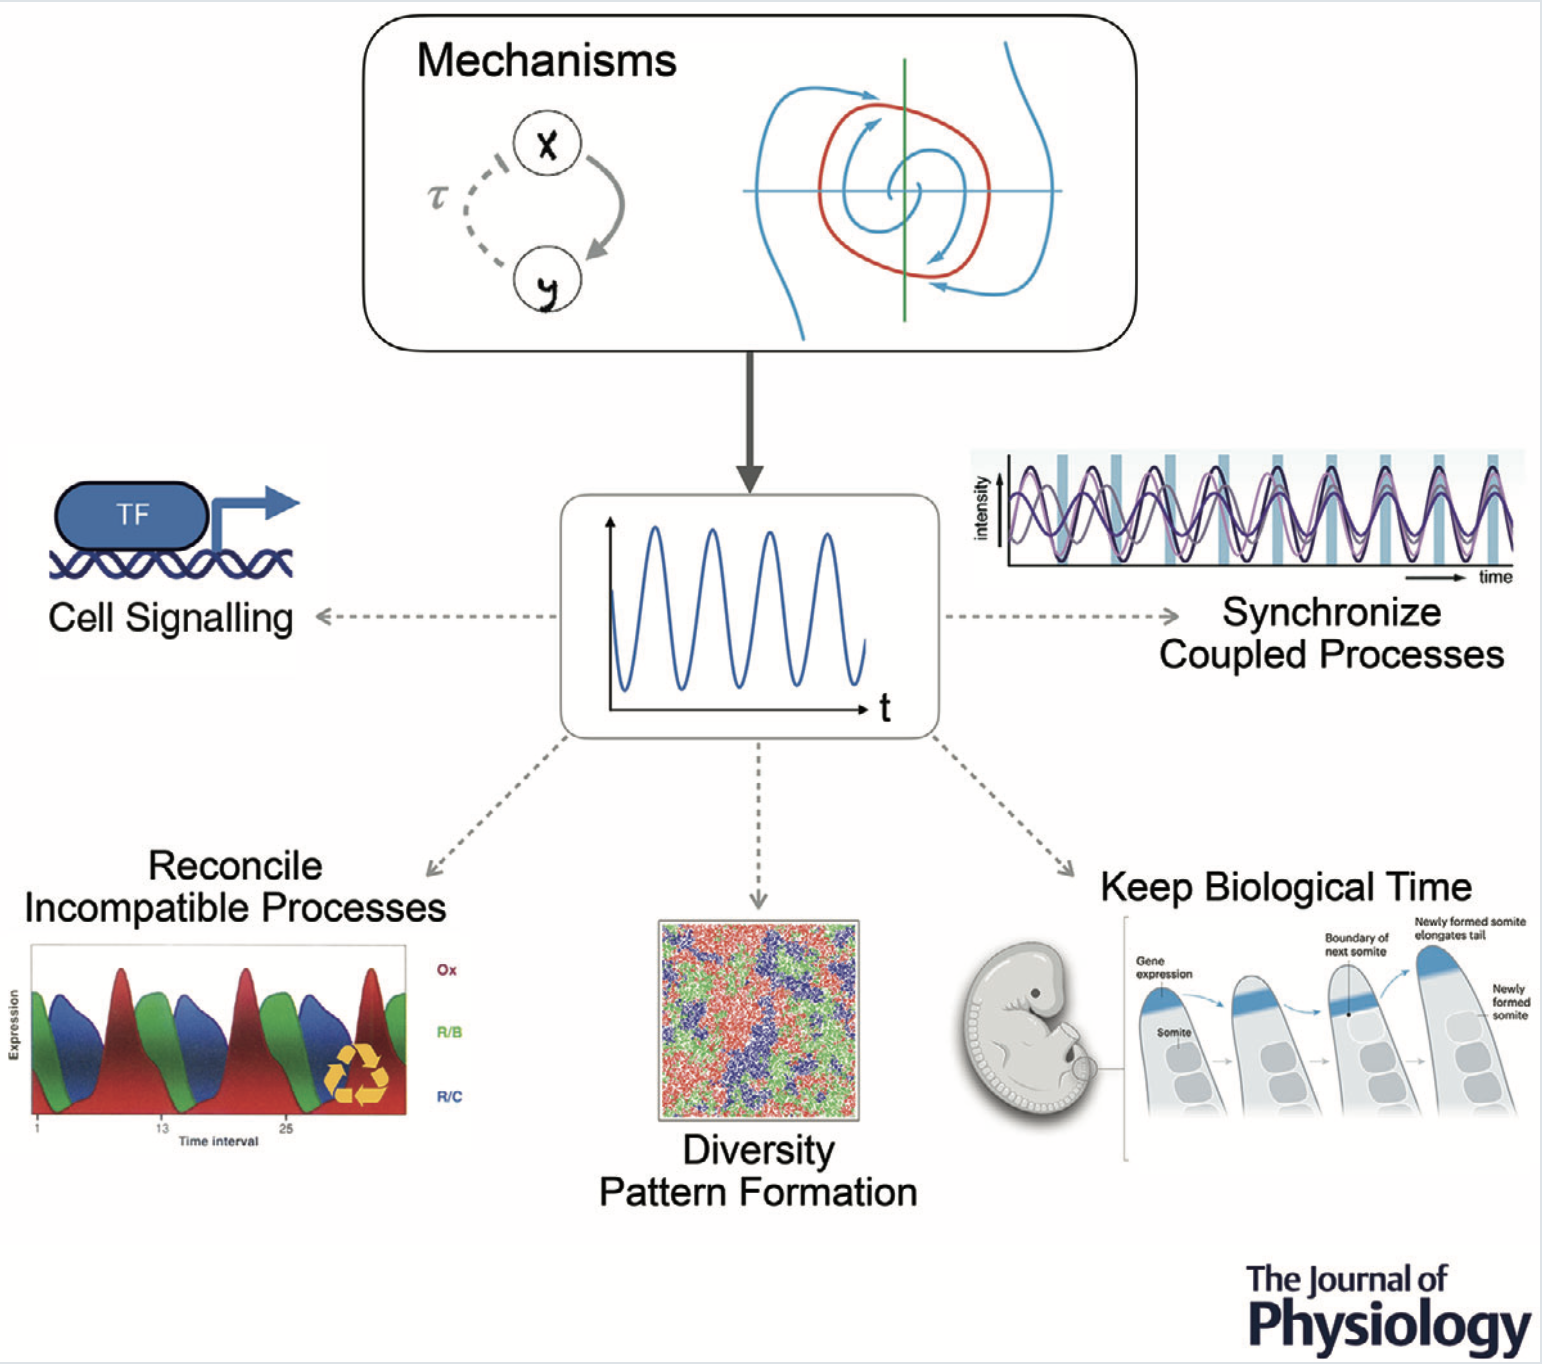 Mechanisms
x
τ
y
TF
Cell Signalling
t
intensity
time
Synchronize
Coupled Processes
Reconcile
Incompatible Processes
Expression
Ox
R/B
R/C
1
13
25
Time interval
Diversity
Pattern Formation
Keep Biological Time
Gene
expression
Somite
Boundary of
next somite
Newly formed somite
elongates tail
Newly
formed
somite
The Journal of
Physiology